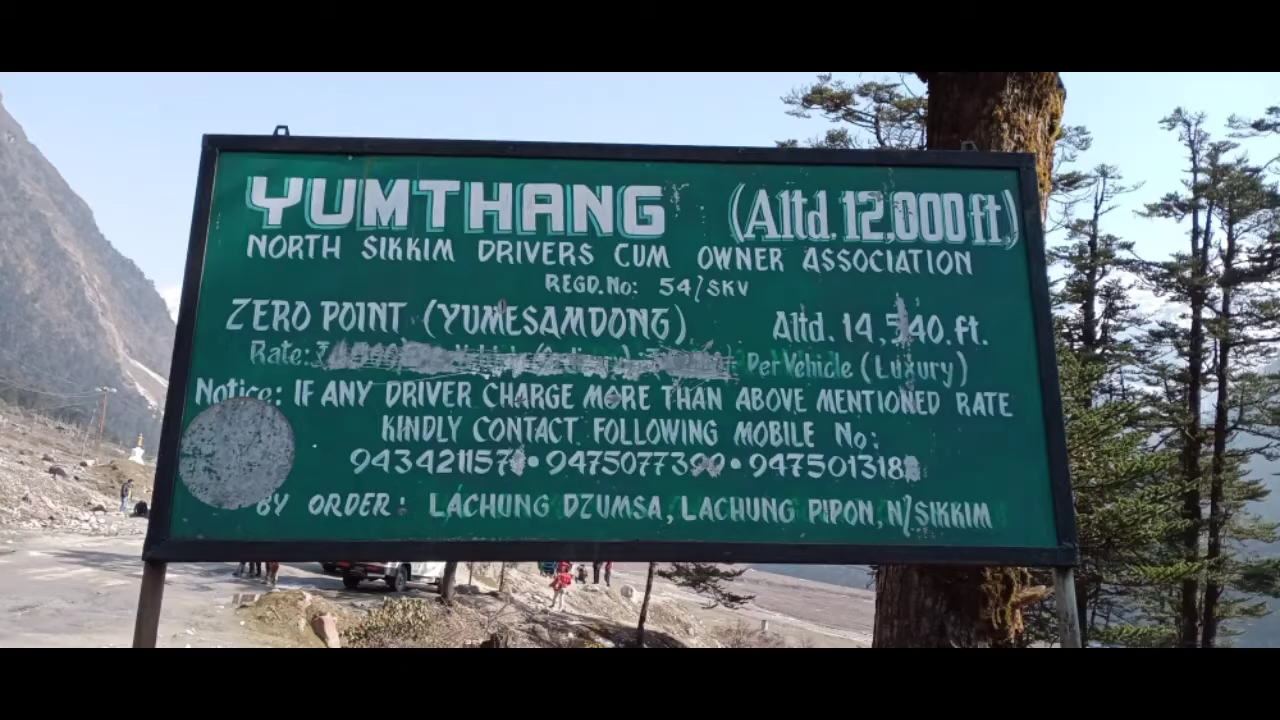 YUMTHANG (Altd. 12,000 ft)
NORTH SIKKIM DRIVERS CUM OWNER ASSOCIATION
REGD. No: 54/SKV
ZERO POINT (YUMESAMDONG) Altd. 14,540.ft.
Rate: Per Vehicle (Luxury)
Notice: IF ANY DRIVER CHARGE MORE THAN ABOVE MENTIONED RATE
KINDLY CONTACT FOLLOWING MOBILE No:
BY ORDER: LACHUNG DZUMSA, LACHUNG PIPON, N/SIKKIM